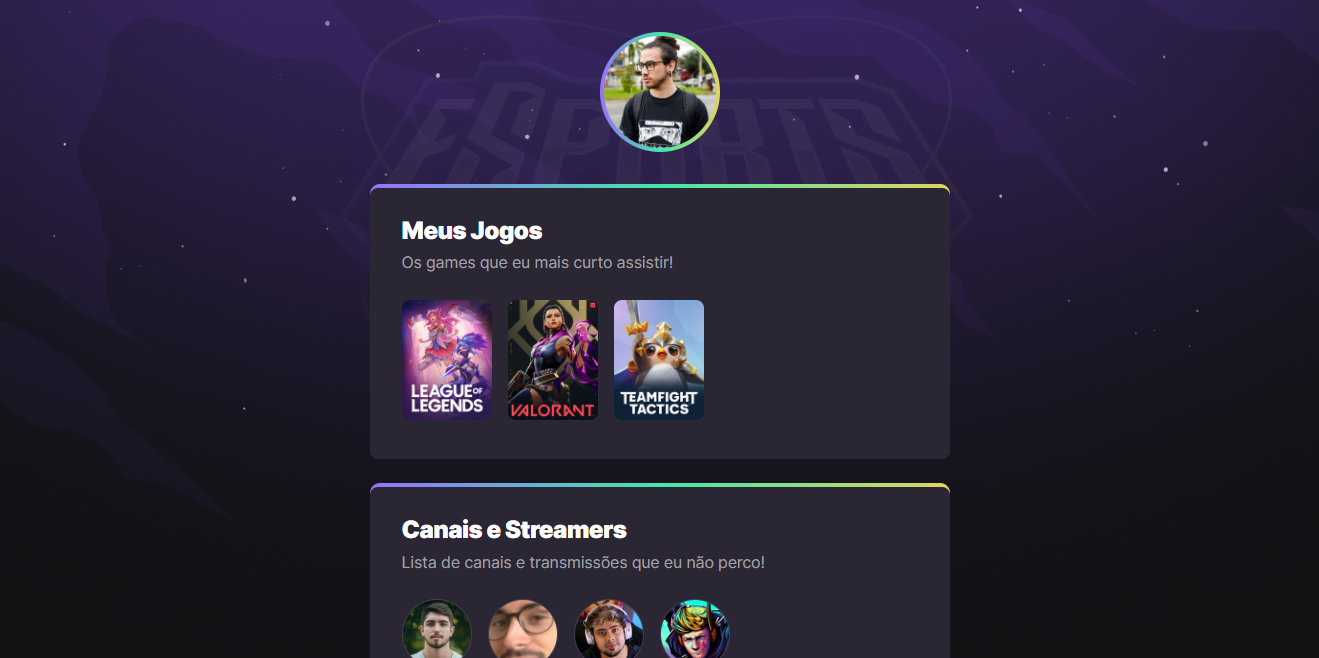 ESPORTS
Meus Jogos
Os games que eu mais curto assistir!
LEAGUE OF
LEGENDS
VALORANT
TEAMFIGHT
TACTICS
Canais e Streamers
Lista de canais e transmissões que eu não perco!